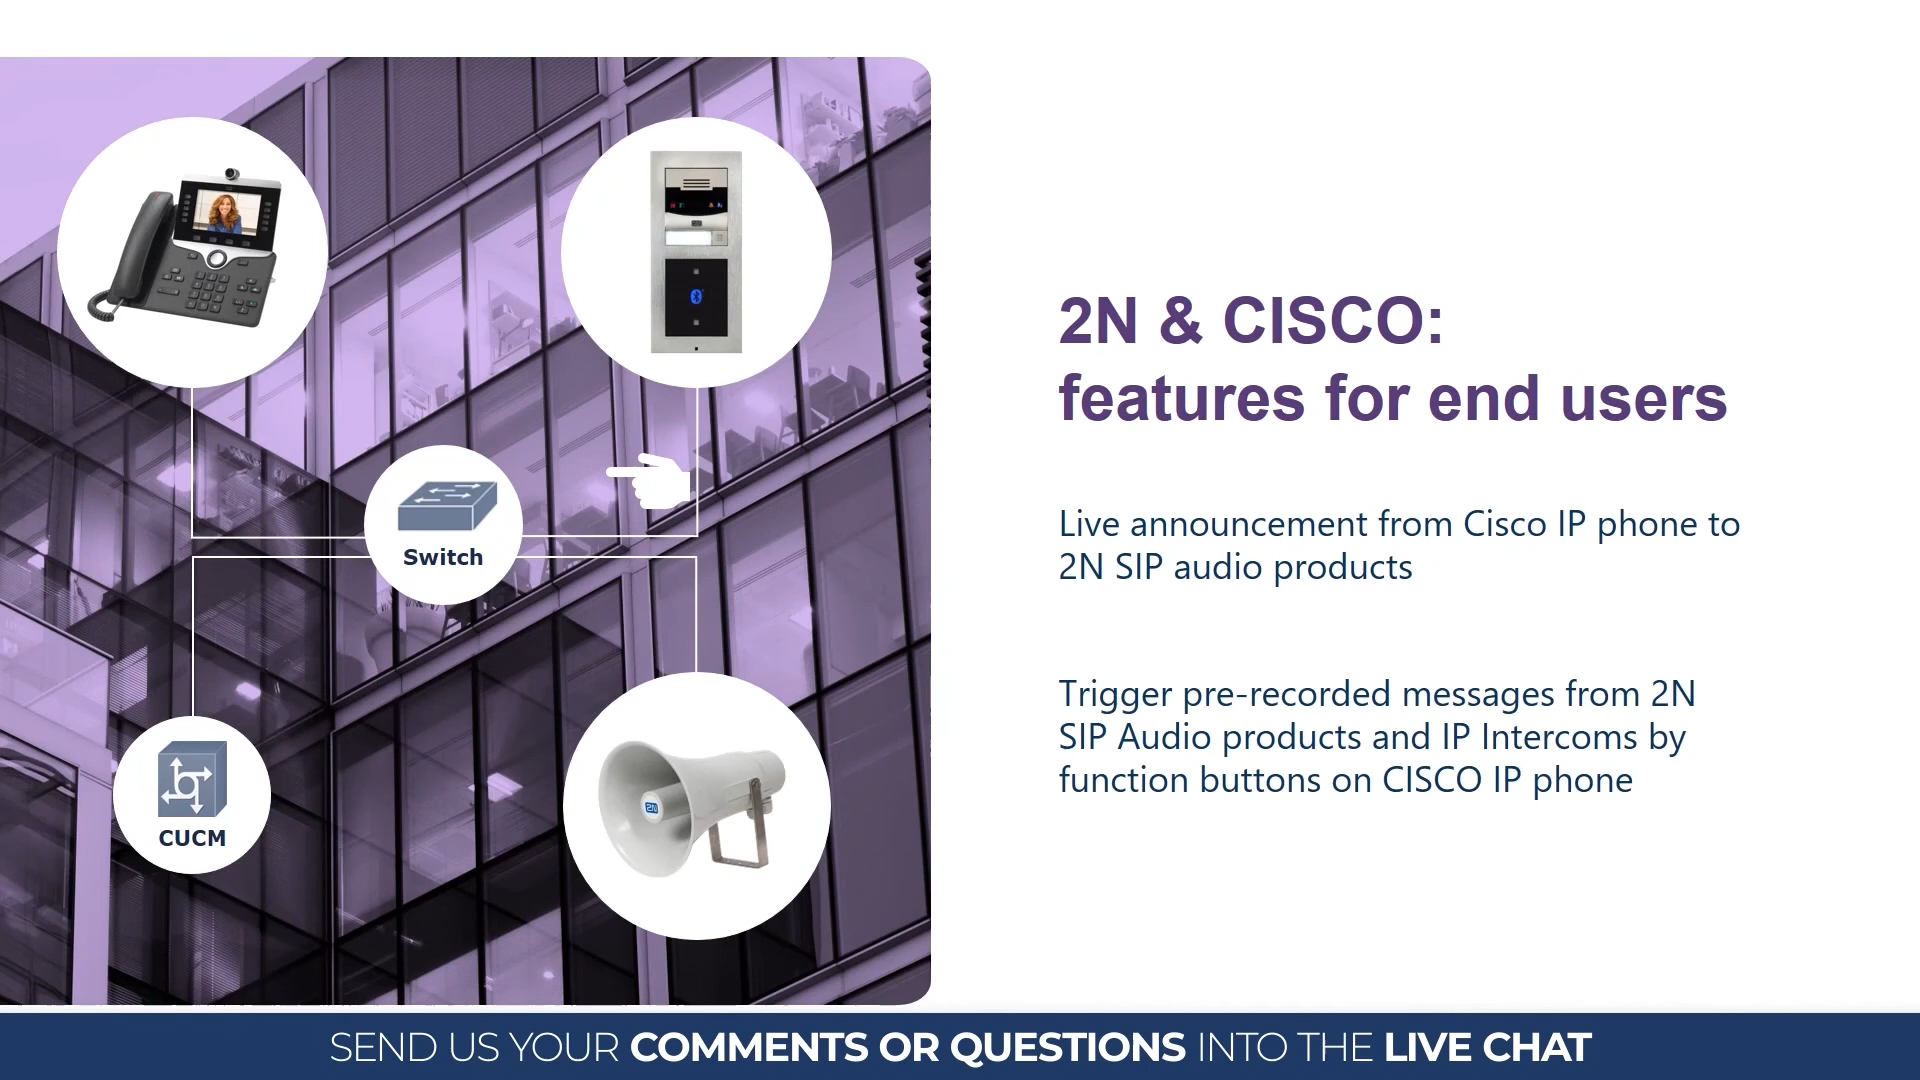 2N & CISCO:
features for end users
Live announcement from Cisco IP phone to
2N SIP audio products
Trigger pre-recorded messages from 2N
SIP Audio products and IP Intercoms by
function buttons on CISCO IP phone
Switch
CUCM
2N
SEND US YOUR COMMENTS OR QUESTIONS INTO THE LIVE CHAT